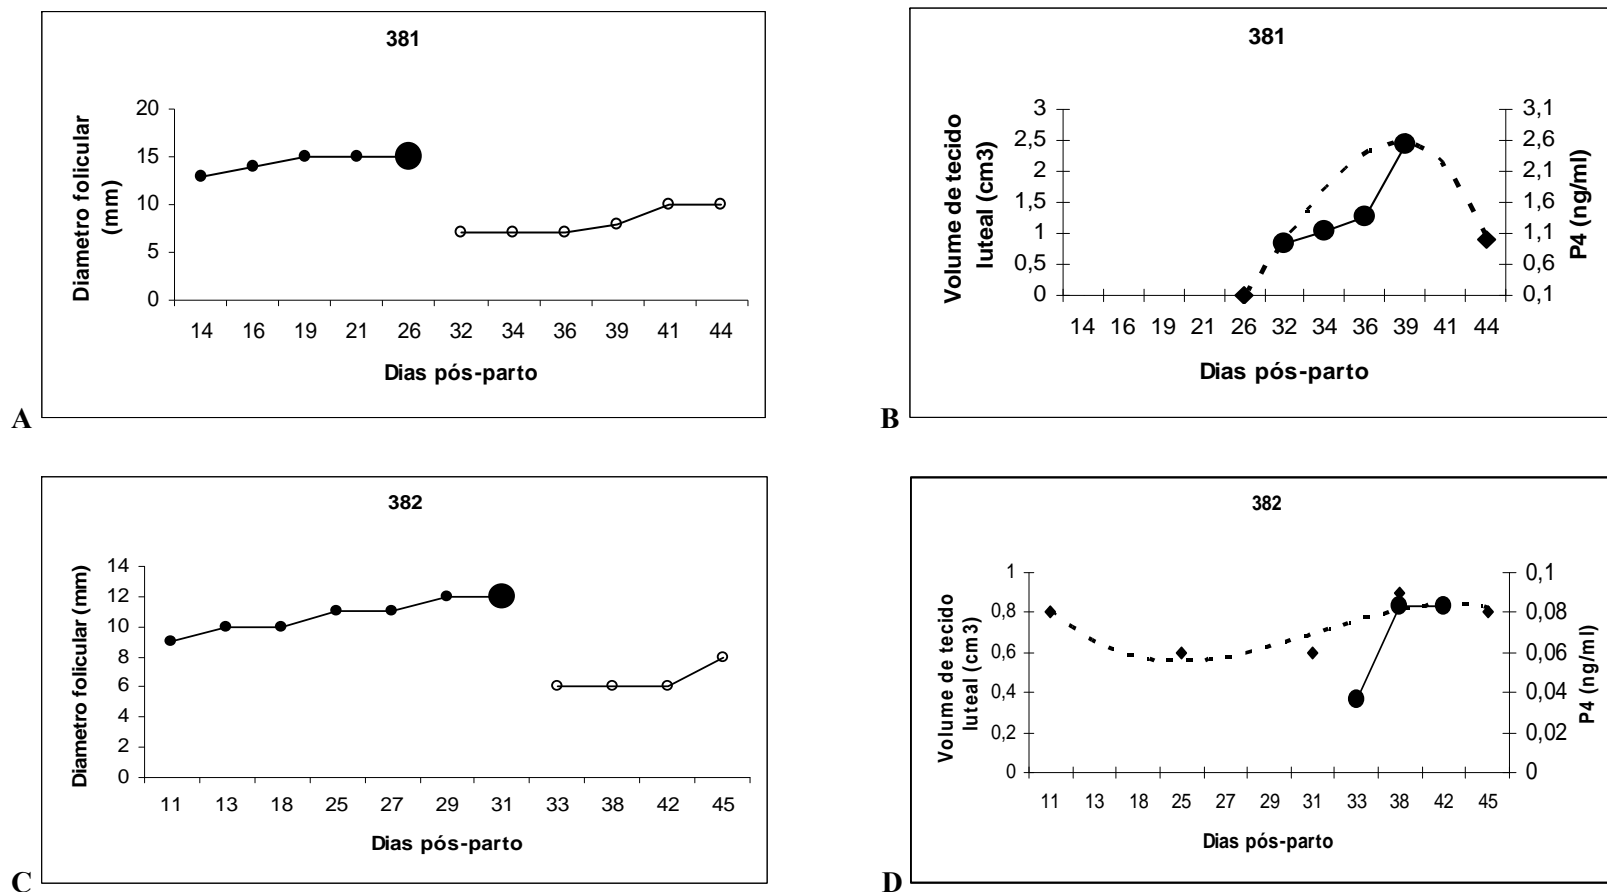 381
Diametro folicular
(mm)
20
15
10
5
0
14 16 19 21 26 32 34 36 39 41 44
Dias pós-parto
A
381
Volume de tecido
luteal (cm3)
3
2,5
2
1,5
1
0,5
0
3,1
2,6
2,1
1,6
1,1
0,6
0,1
P4 (ng/ml)
14 16 19 21 26 32 34 36 39 41 44
Dias pós-parto
B
382
Diametro folicular (mm)
14
12
10
8
6
4
2
0
11 13 18 25 27 29 31 33 38 42 45
Dias pós-parto
C
382
Volume de tecido
luteal (cm3)
1
0,8
0,6
0,4
0,2
0
0,1
0,08
0,06
0,04
0,02
0
P4 (ng/ml)
11 13 18 25 27 29 31 33 38 42 45
Dias pós-parto
D